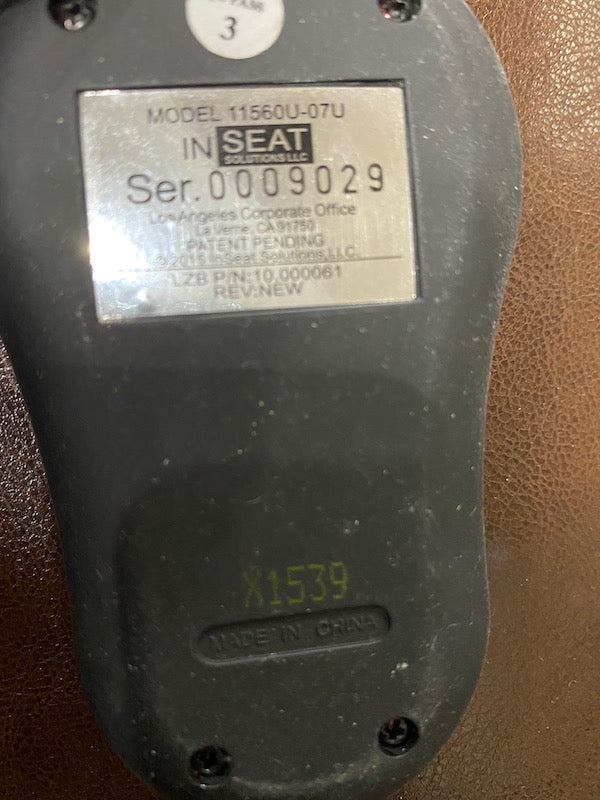 3
MODEL 11560U-07U
IN SEAT
SOLUTIONS LLC
Ser. 0009029
Los Angeles Corporate Office
La Verne, CA 91750
PATENT PENDING
© 2015 InSeat Solutions, LLC.
LZB P/N:10.000061
REV:NEW
X1539
MADE IN CHINA